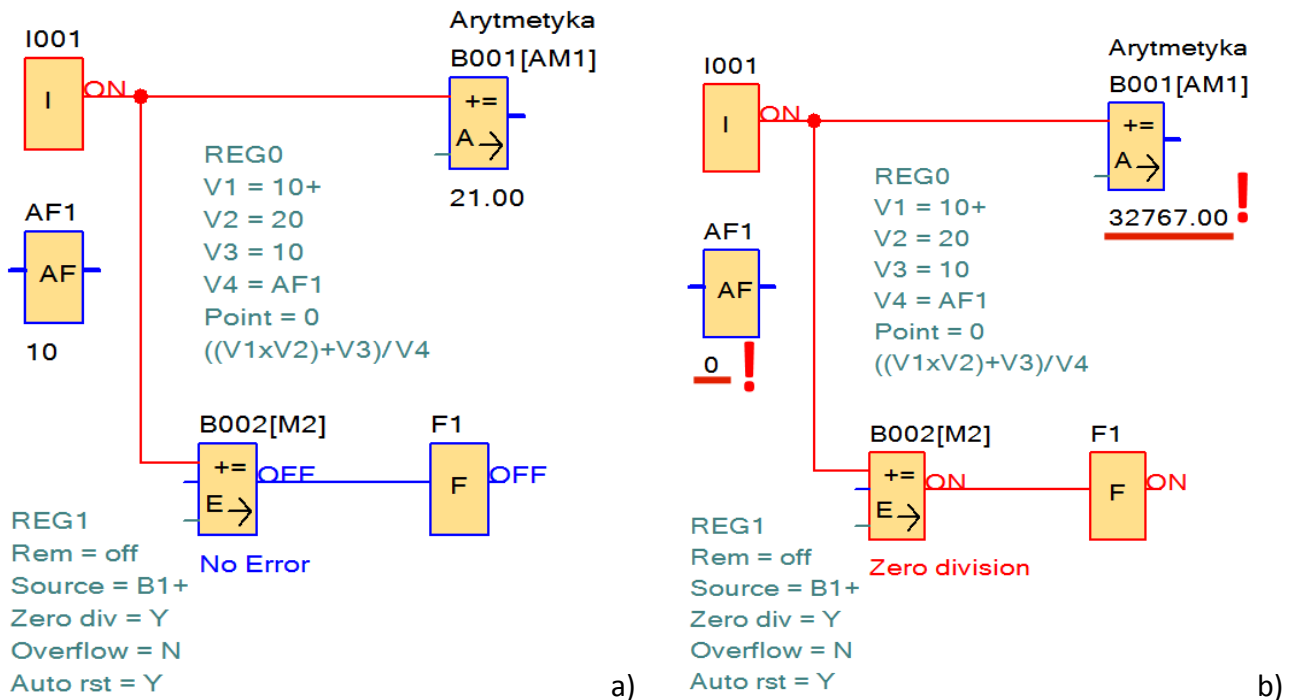 Arytmetyka
I001
B001[AM1]
I
ON
+=
A
21.00
REG0
V1 = 10+
V2 = 20
V3 = 10
V4 = AF1
Point = 0
((V1xV2)+V3)/V4
AF1
AF
10
B002[M2]
F1
+=
E
OFF
F
OFF
No Error
REG1
Rem = off
Source = B1+
Zero div = Y
Overflow = N
Auto rst = Y
a)
Arytmetyka
I001
B001[AM1]
I
ON
+=
A
32767.00
!
REG0
V1 = 10+
V2 = 20
V3 = 10
V4 = AF1
Point = 0
((V1xV2)+V3)/V4
AF1
AF
0
!
B002[M2]
F1
+=
E
ON
F
ON
Zero division
REG1
Rem = off
Source = B1+
Zero div = Y
Overflow = N
Auto rst = Y
b)